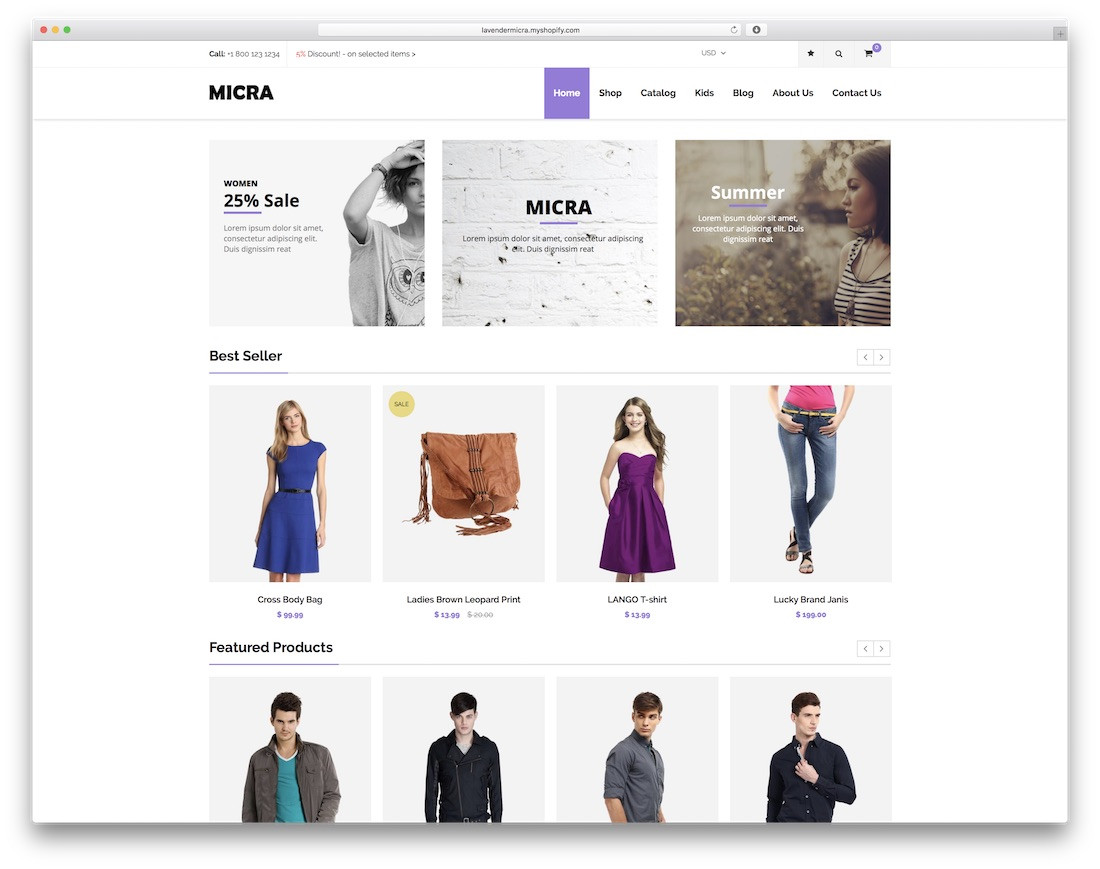 lavendermicra.myshopify.com
Call: +1 800 123 1234
5% Discount! - on selected items >
USD
0
MICRA
Home
Shop
Catalog
Kids
Blog
About Us
Contact Us
WOMEN
25% Sale
Lorem ipsum dolor sit amet,
consectetur adipiscing elit.
Duis dignissim reat
MICRA
Lorem ipsum dolor sit amet, consectetur adipiscing
elit. Duis dignissim reat
Summer
Lorem ipsum dolor sit amet,
consectetur adipiscing elit. Duis
dignissim reat
Best Seller
SALE
Cross Body Bag
$ 99.99
Ladies Brown Leopard Print
$ 13.99 $ 20.00
LANGO T-shirt
$ 13.99
Lucky Brand Janis
$ 199.00
Featured Products